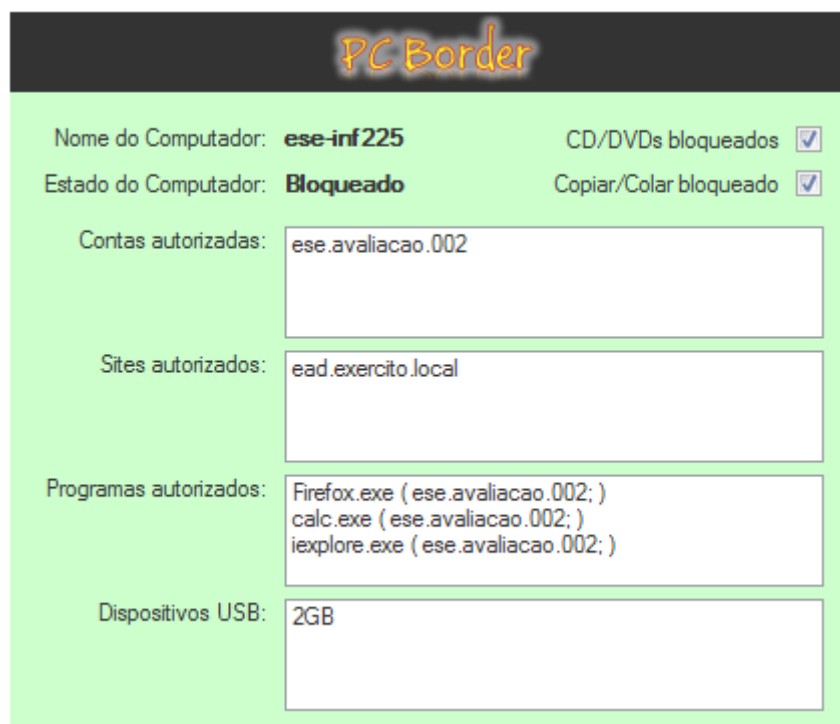 PC Border
Nome do Computador: ese-inf225 CD/DVDs bloqueados
Estado do Computador: Bloqueado Copiar/Colar bloqueado
Contas autorizadas: ese.avaliacao.002
Sites autorizados: ead.exercito.local
Programas autorizados: Firefox.exe ( ese.avaliacao.002; )
calc.exe ( ese.avaliacao.002; )
iexplore.exe ( ese.avaliacao.002; )
Dispositivos USB: 2GB